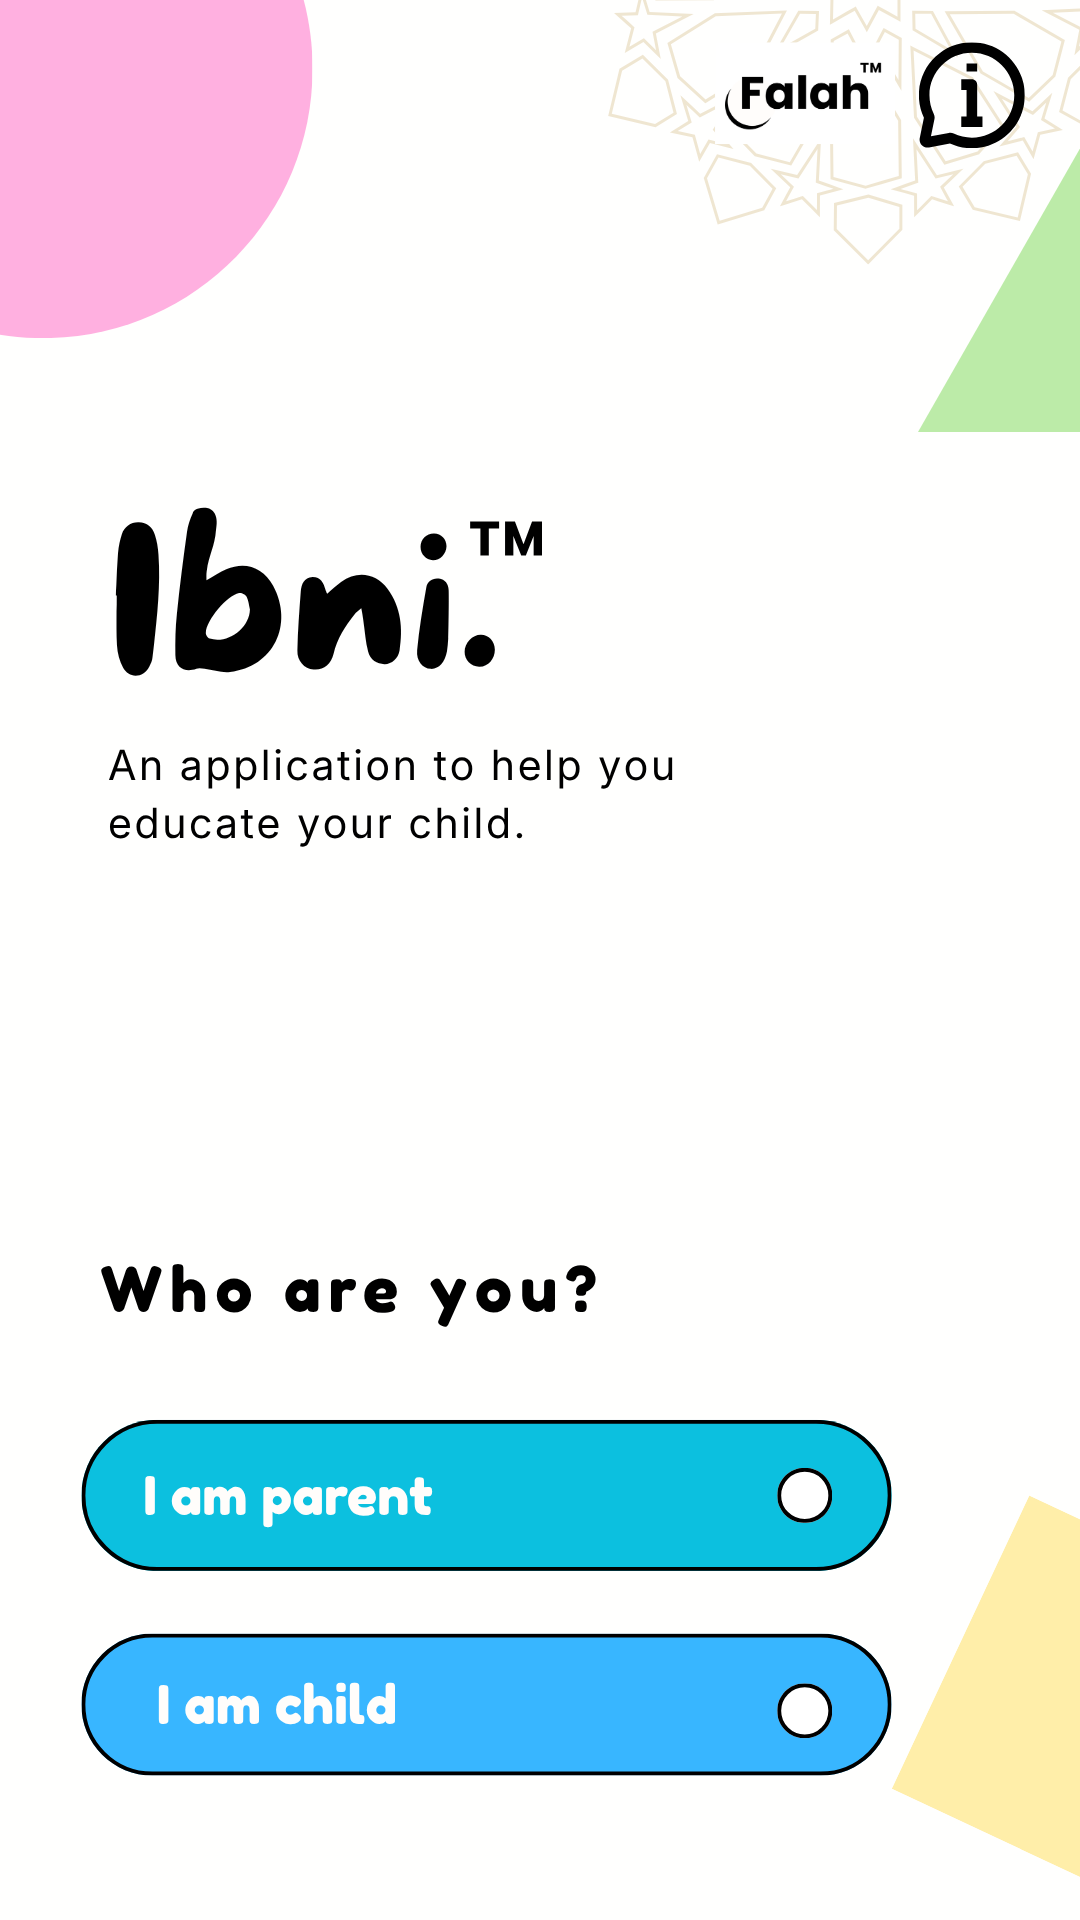 Falah™
i
Ibni.™
An application to help you
educate your child.
Who are you?
I am parent
I am child